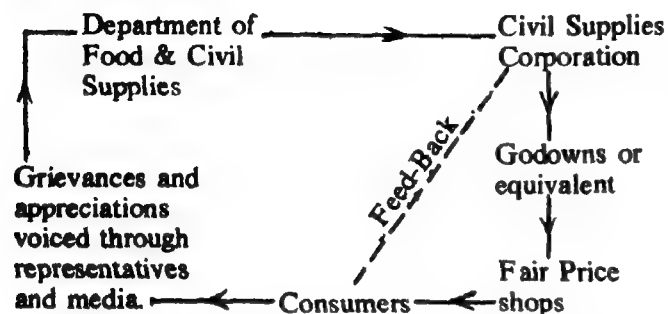 Department of
Food & Civil
Supplies
Civil Supplies
Corporation
Feed-Back
Godowns or
equivalent
Grievances and
appreciations
voiced through
representatives
and media.
Consumers
Fair Price
shops